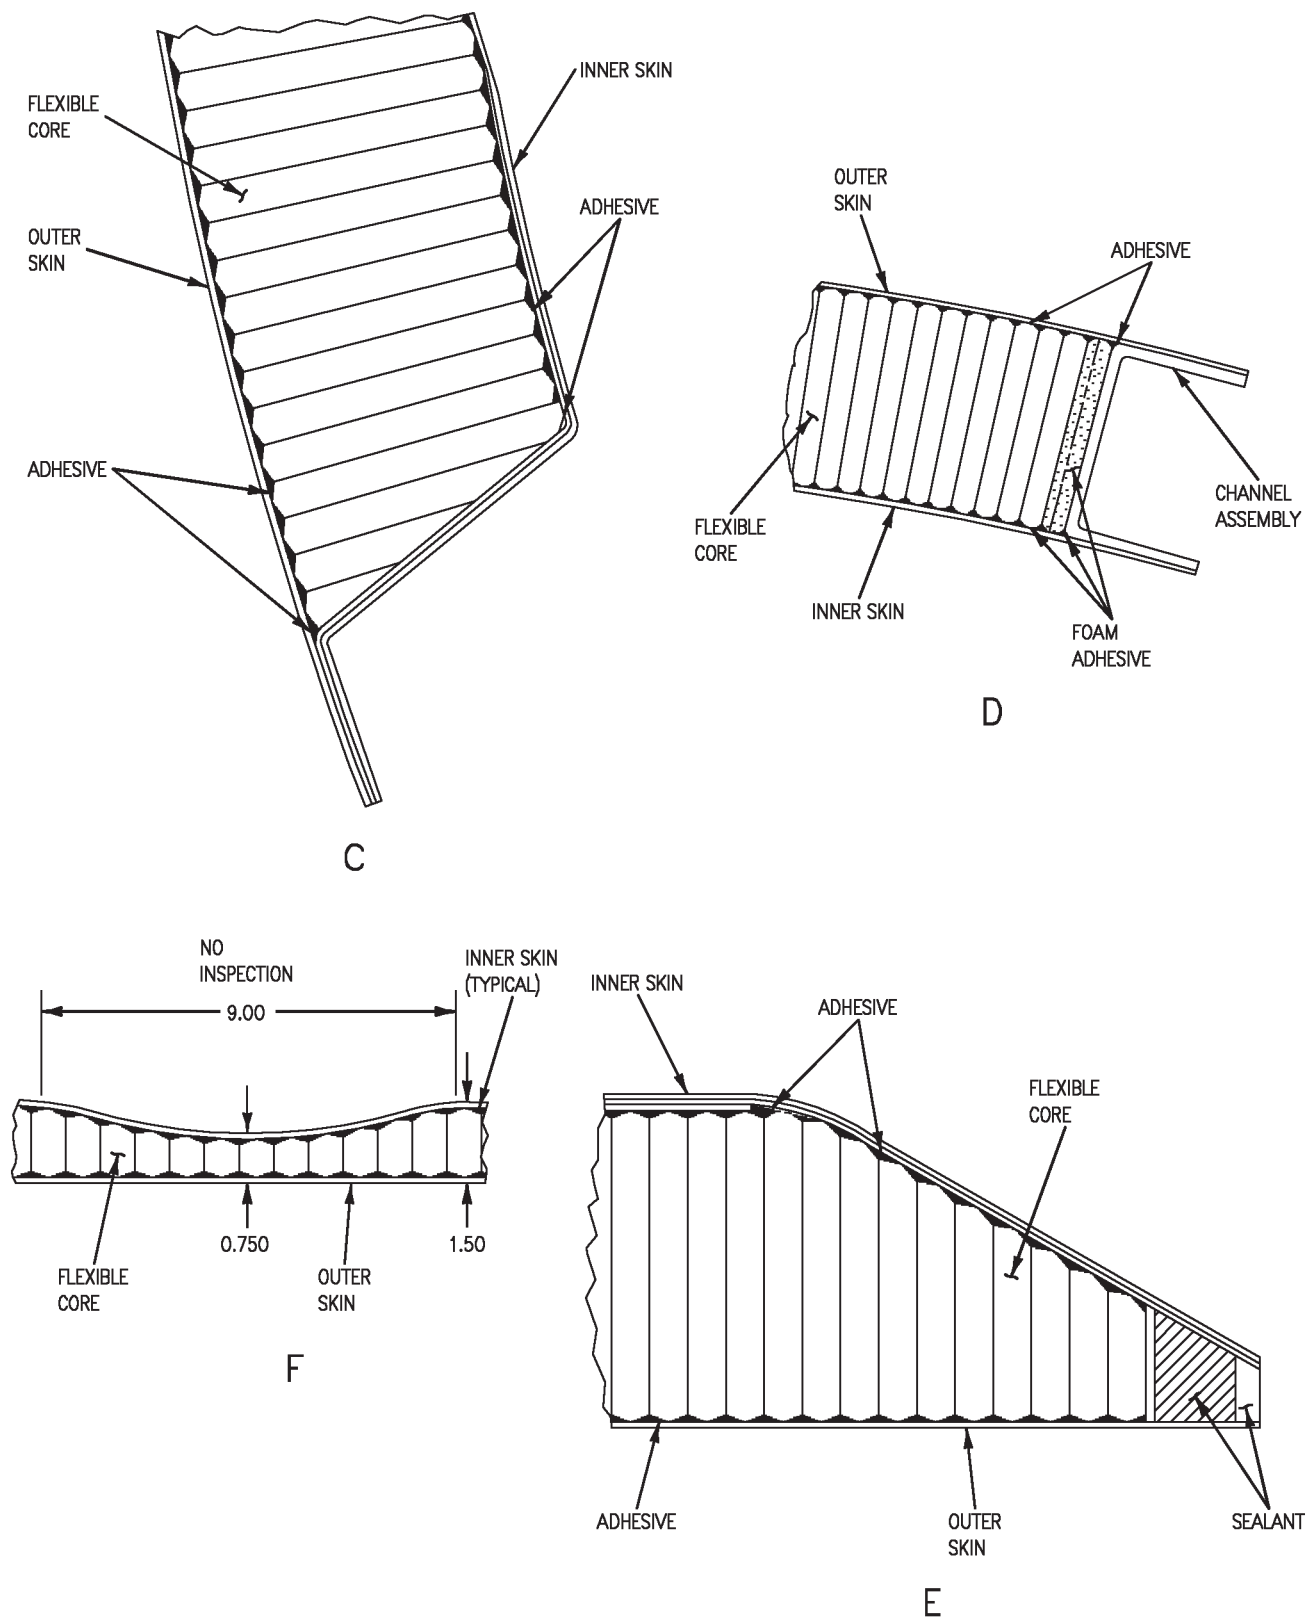 INNER SKIN
FLEXIBLE
CORE
ADHESIVE
OUTER
SKIN
ADHESIVE
C
OUTER
SKIN
ADHESIVE
CHANNEL
ASSEMBLY
FLEXIBLE
CORE
INNER SKIN
FOAM
ADHESIVE
D
NO
INSPECTION
9.00
INNER SKIN
(TYPICAL)
0.750
1.50
FLEXIBLE
CORE
OUTER
SKIN
F
INNER SKIN
ADHESIVE
FLEXIBLE
CORE
ADHESIVE
OUTER
SKIN
SEALANT
E